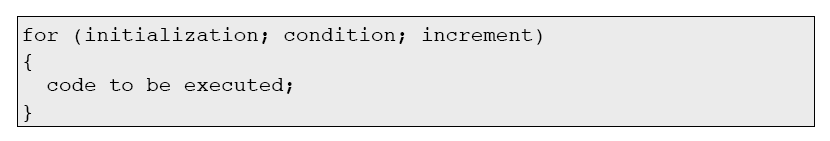 for (initialization; condition; increment)
{
  code to be executed;
}